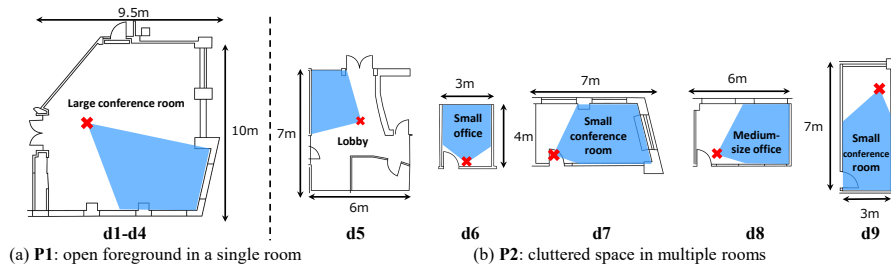 9.5m
Large conference room
10m
d1-d4
(a) P1: open foreground in a single room
7m
Lobby
6m
d5
3m
Small
office
4m
d6
7m
Small
conference
room
d7
6m
Medium-
size office
d8
7m
Small
conference
room
3m
d9
(b) P2: cluttered space in multiple rooms